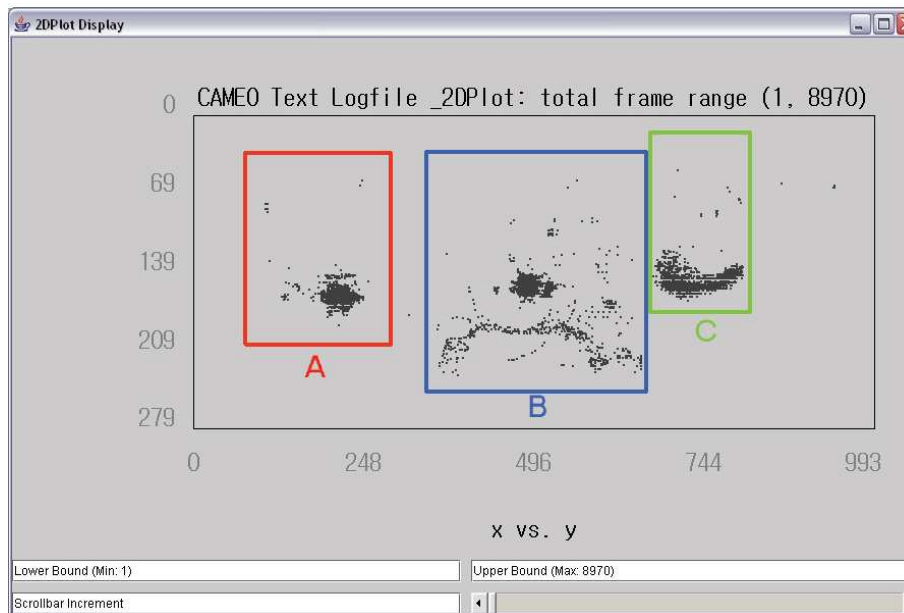 2DPlot Display
CAMEO Text Logfile _2DPlot: total frame range (1, 8970)
0
69
139
209
279
A
B
C
0 248 496 744 993
x vs. y
Lower Bound (Min: 1) Upper Bound (Max: 8970)
Scrollbar Increment